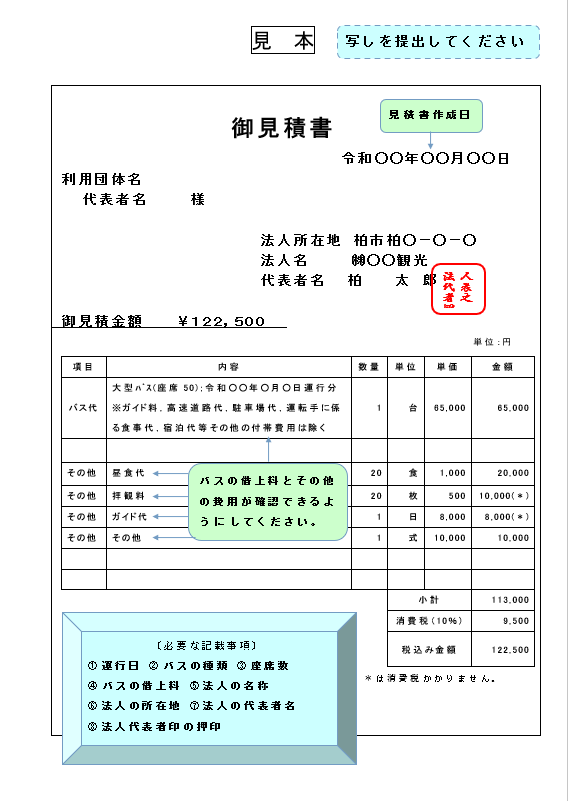 見　本
写しを提出してください
見積書作成日
御見積書
令和〇〇年〇〇月〇〇日
利用団体名
代表者名　　　様
法人所在地　柏市柏〇－〇－〇
法人名　　　㈱〇〇観光
代表者名　柏　　太　郎
御見積金額　　￥１２２，５００
単位：円
項目　内容　数量　単位　単価　金額
大型バス(座席 50)；令和〇〇年〇月〇日運行分
バス代　※ガイド料、高速道路代、駐車場代、運転手に係　1　台　65,000　65,000
る食事代、宿泊代等その他の付帯費用は除く
その他　昼食代　20　食　1,000　20,000
その他　拝観料　20　枚　500　10,000(＊)
その他　ガイド代　1　日　8,000　8,000(＊)
その他　その他　1　式　10,000　10,000
バスの借上料とその他
の費用が確認できるよ
うにしてください。
小計　113,000
消費税(10%)　9,500
税込み金額　122,500
＊は消費税かかりません。
〔必要な記載事項〕
①運行日　②バスの種類　③座席数
④バスの借上料　⑤法人の名称
⑥法人の所在地　⑦法人の代表者名
⑧法人代表者印の押印